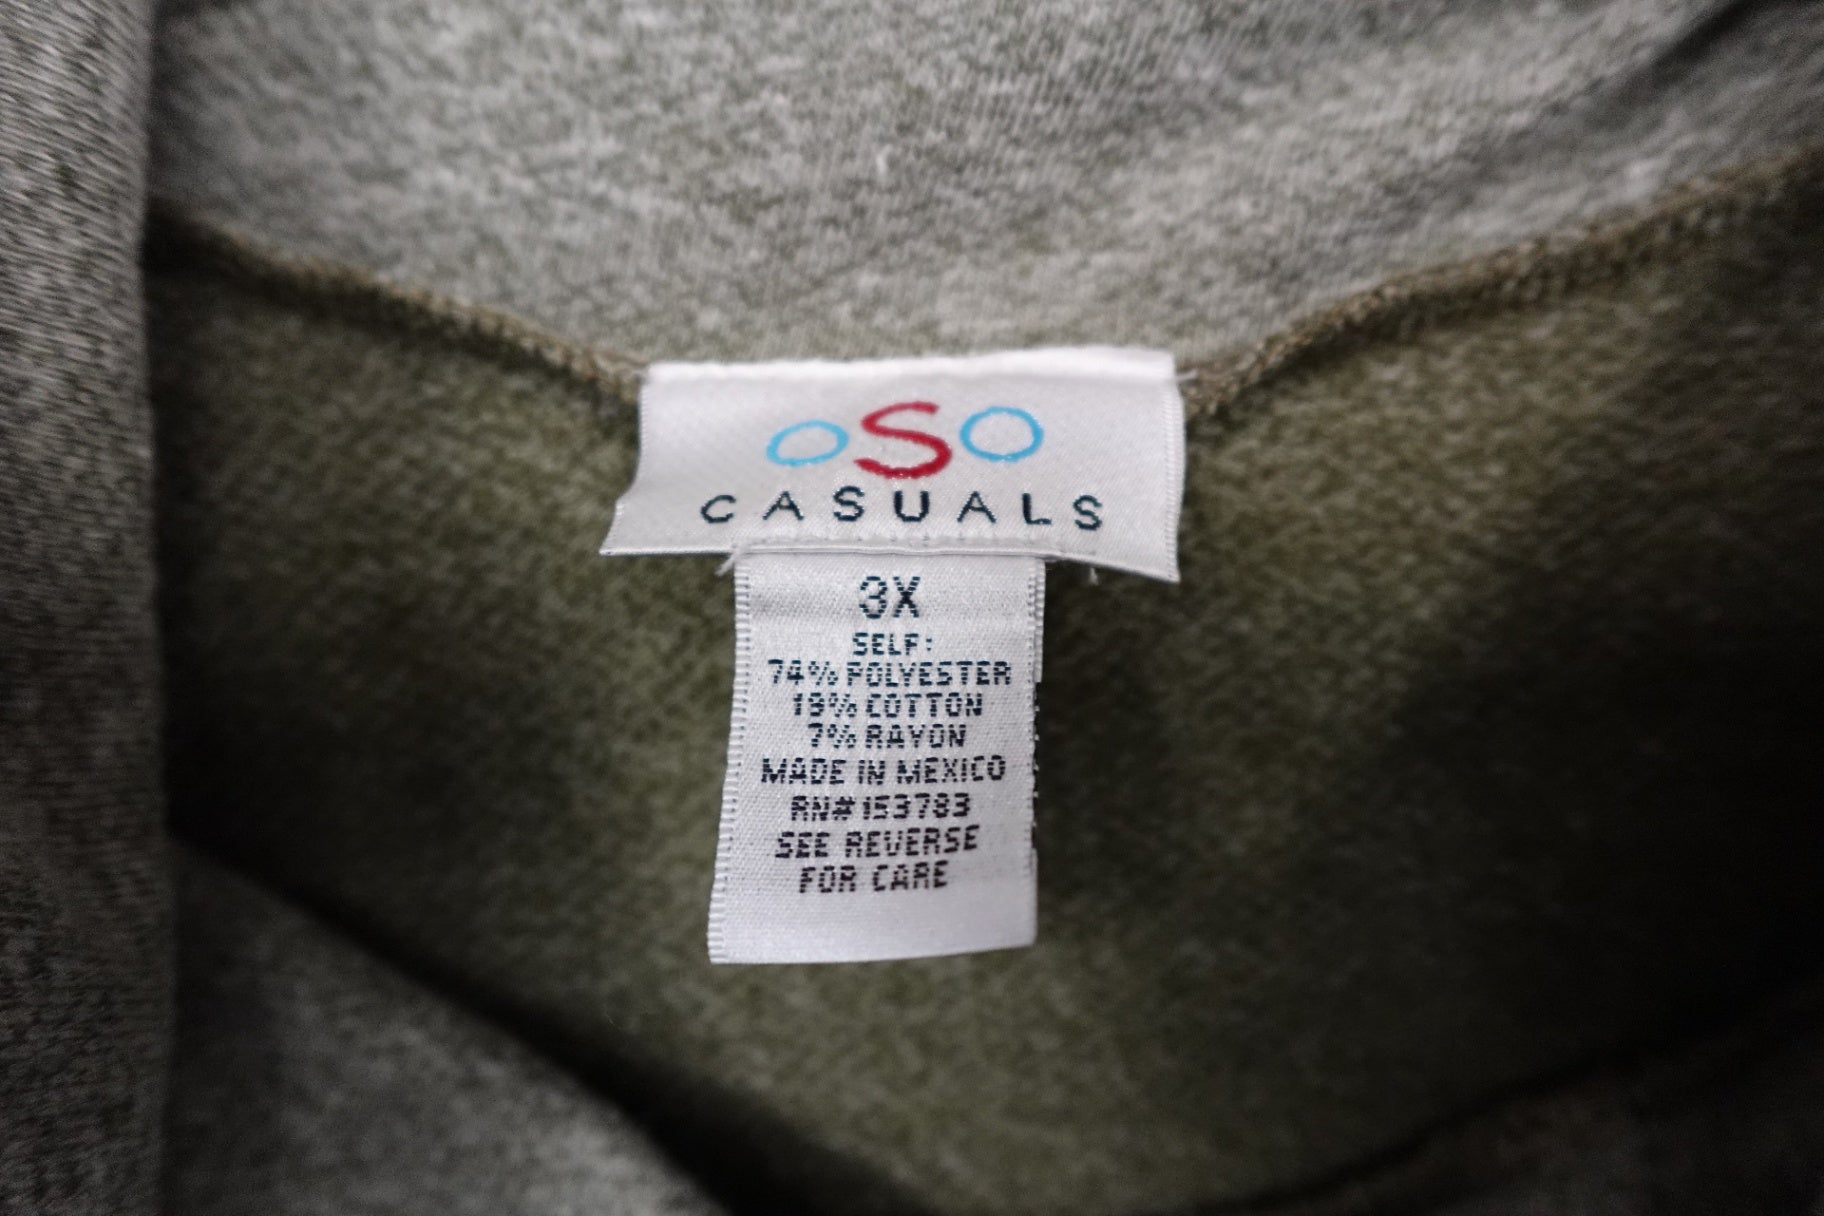 oSo
CASUALS
3X
SELF:
74% POLYESTER
19% COTTON
7% RAYON
MADE IN MEXICO
RN# 153783
SEE REVERSE
FOR CARE